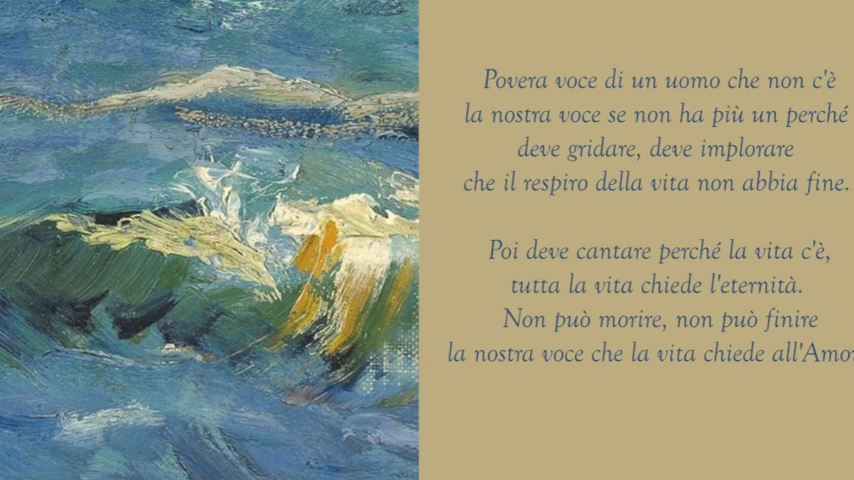 Povera voce di un uomo che non c'è
la nostra voce se non ha più un perché
deve gridare, deve implorare
che il respiro della vita non abbia fine.
Poi deve cantare perché la vita c'è,
tutta la vita chiede l'eternità.
Non può morire, non può finire
la nostra voce che la vita chiede all'Amor